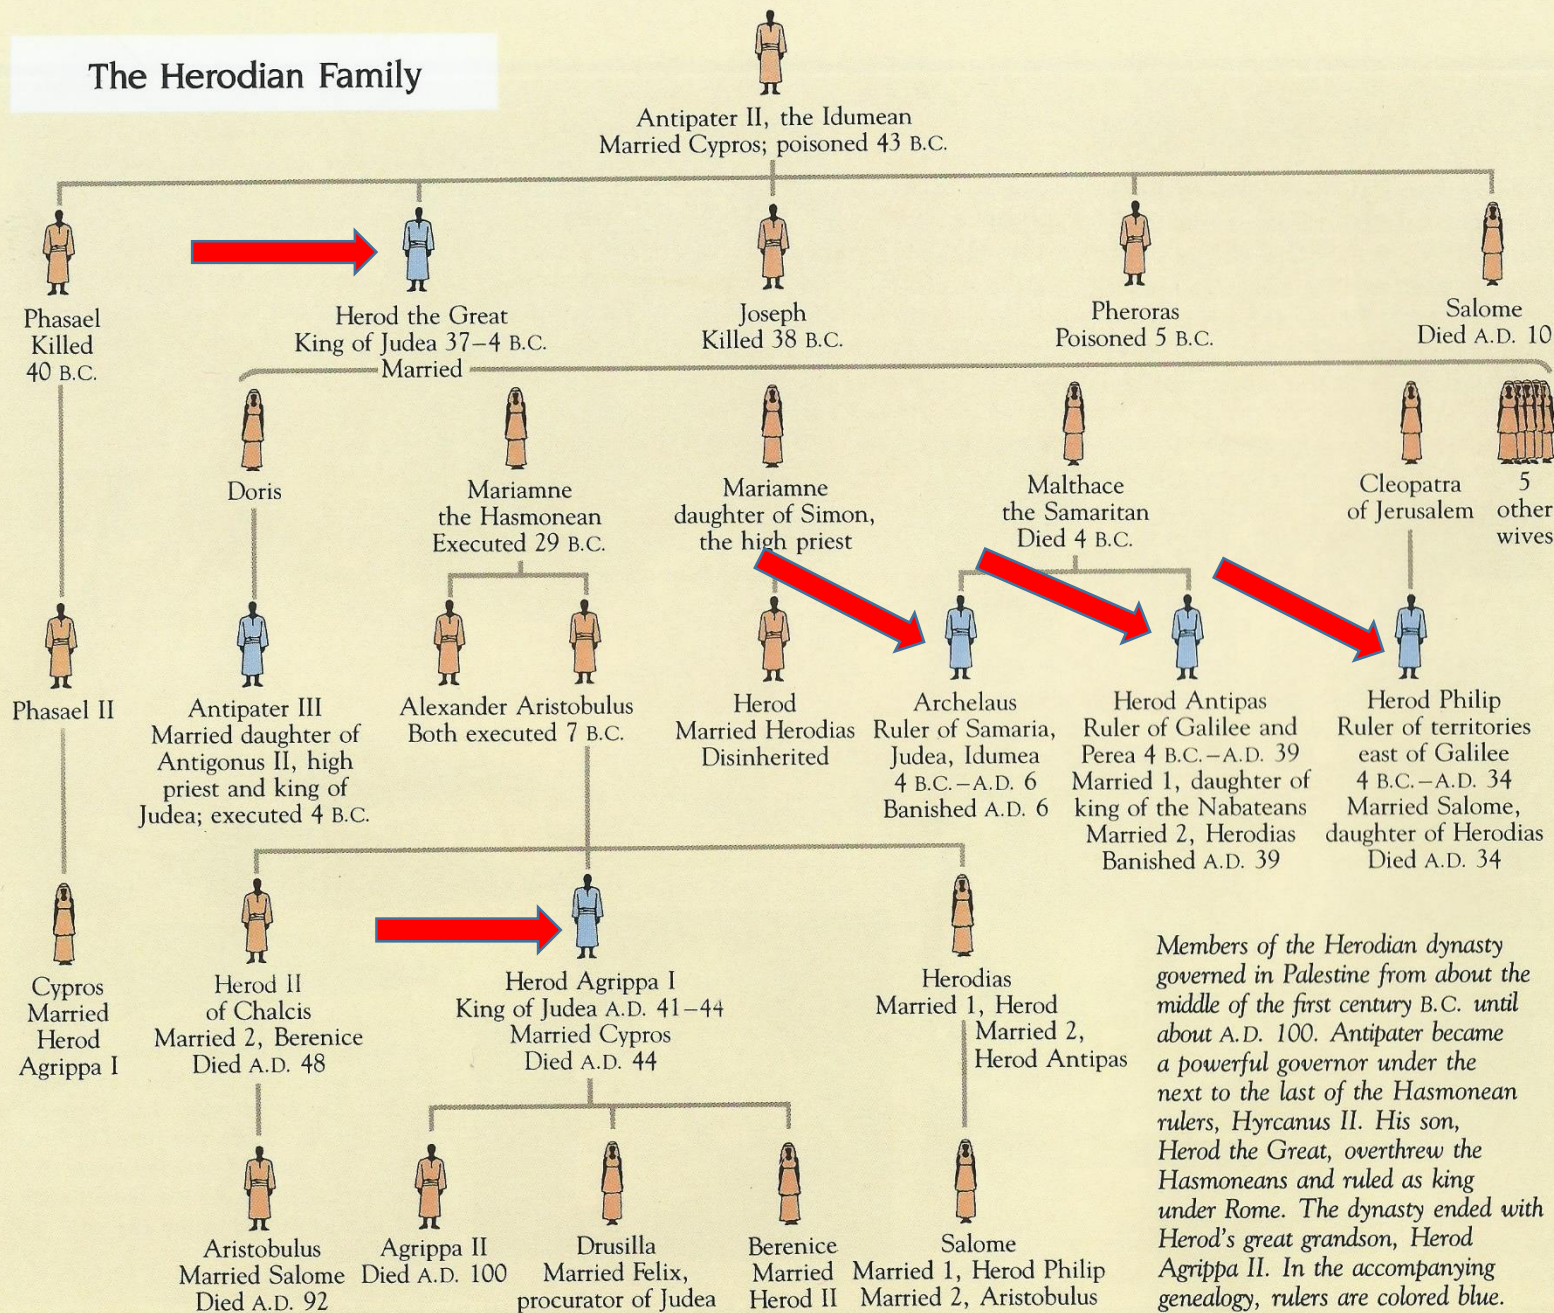 The Herodian Family
Antipater II, the Idumean
Married Cypros; poisoned 43 B.C.
Phasael
Killed
40 B.C.
Herod the Great
King of Judea 37–4 B.C.
Married
Joseph
Killed 38 B.C.
Pheroras
Poisoned 5 B.C.
Salome
Died A.D. 10
Doris
Mariamne
the Hasmonean
Executed 29 B.C.
Mariamne
daughter of Simon,
the high priest
Malthace
the Samaritan
Died 4 B.C.
Cleopatra
of Jerusalem
5
other
wives
Phasael II
Antipater III
Married daughter of
Antigonus II, high
priest and king of
Judea; executed 4 B.C.
Alexander Aristobulus
Both executed 7 B.C.
Herod
Married Herodias
Disinherited
Archelaus
Ruler of Samaria,
Judea, Idumea
4 B.C.–A.D. 6
Banished A.D. 6
Herod Antipas
Ruler of Galilee and
Perea 4 B.C.–A.D. 39
Married 1, daughter of
king of the Nabateans
Married 2, Herodias
Banished A.D. 39
Herod Philip
Ruler of territories
east of Galilee
4 B.C.–A.D. 34
Married Salome,
daughter of Herodias
Died A.D. 34
Cypros
Married
Herod
Agrippa I
Herod II
of Chalcis
Married 2, Berenice
Died A.D. 48
Herod Agrippa I
King of Judea A.D. 41–44
Married Cypros
Died A.D. 44
Herodias
Married 1, Herod
Married 2,
Herod Antipas
Aristobulus
Married Salome
Died A.D. 92
Agrippa II
Died A.D. 100
Drusilla
Married Felix,
procurator of Judea
Berenice
Married
Herod II
Salome
Married 1, Herod Philip
Married 2, Aristobulus
Members of the Herodian dynasty
governed in Palestine from about the
middle of the first century B.C. until
about A.D. 100. Antipater became
a powerful governor under the
next to the last of the Hasmonean
rulers, Hyrcanus II. His son,
Herod the Great, overthrew the
Hasmoneans and ruled as king
under Rome. The dynasty ended with
Herod's great grandson, Herod
Agrippa II. In the accompanying
genealogy, rulers are colored blue.